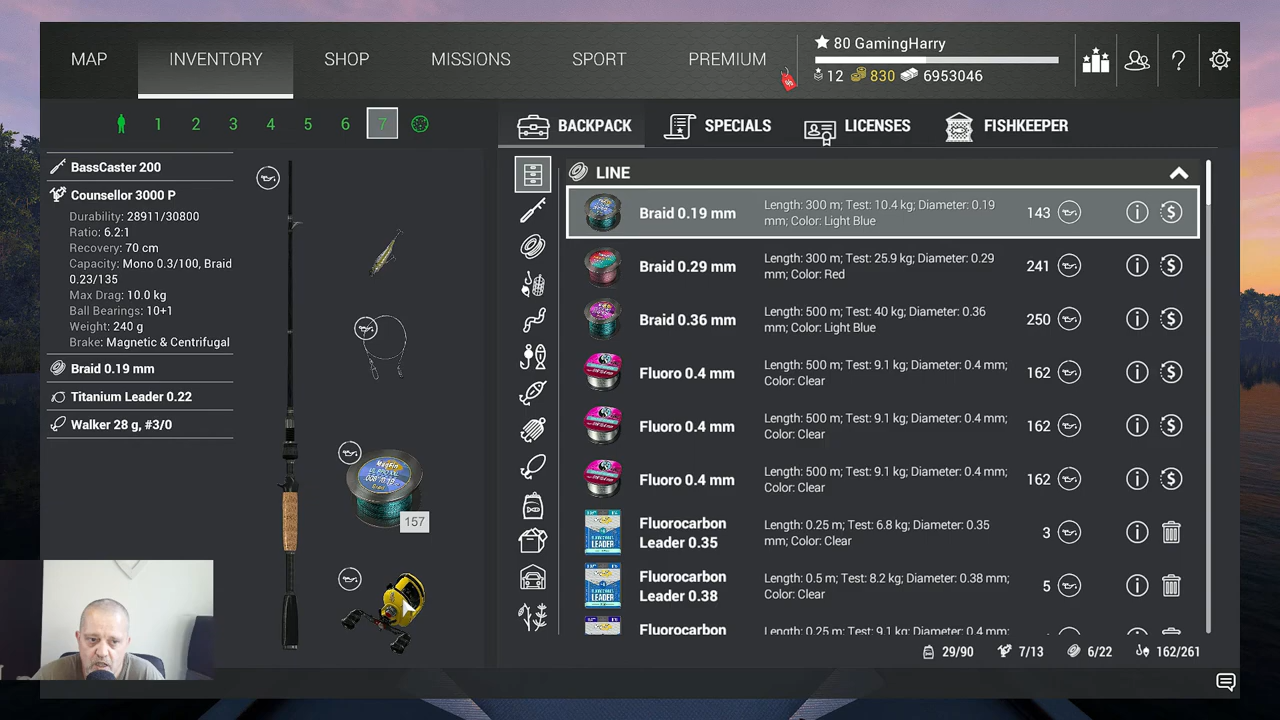 MAP
INVENTORY
SHOP
MISSIONS
SPORT
PREMIUM
80 GamingHarry
12 830 6953046
1 2 3 4 5 6 7
BACKPACK
SPECIALS
LICENSES
FISHKEEPER
BassCaster 200
Counsellor 3000 P
Durability: 28911/30800
Ratio: 6.2:1
Recovery: 70 cm
Capacity: Mono 0.3/100, Braid
0.23/135
Max Drag: 10.0 kg
Ball Bearings: 10+1
Weight: 240 g
Brake: Magnetic & Centrifugal
Braid 0.19 mm
Titanium Leader 0.22
Walker 28 g, #3/0
157
LINE
Braid 0.19 mm
Length: 300 m; Test: 10.4 kg; Diameter: 0.19
mm; Color: Light Blue
143
Braid 0.29 mm
Length: 300 m; Test: 25.9 kg; Diameter: 0.29
mm; Color: Red
241
Braid 0.36 mm
Length: 500 m; Test: 40 kg; Diameter: 0.36
mm; Color: Light Blue
250
Fluoro 0.4 mm
Length: 500 m; Test: 9.1 kg; Diameter: 0.4 mm;
Color: Clear
162
Fluoro 0.4 mm
Length: 500 m; Test: 9.1 kg; Diameter: 0.4 mm;
Color: Clear
162
Fluoro 0.4 mm
Length: 500 m; Test: 9.1 kg; Diameter: 0.4 mm;
Color: Clear
162
Fluorocarbon
Leader 0.35
Length: 0.25 m; Test: 6.8 kg; Diameter: 0.35
mm; Color: Clear
3
Fluorocarbon
Leader 0.38
Length: 0.5 m; Test: 8.2 kg; Diameter: 0.38 mm;
Color: Clear
5
Fluorocarbon
Length: 0.25 m; Test: 9.1 kg; Diameter: 0.4 mm;
29/90
7/13
6/22
162/261